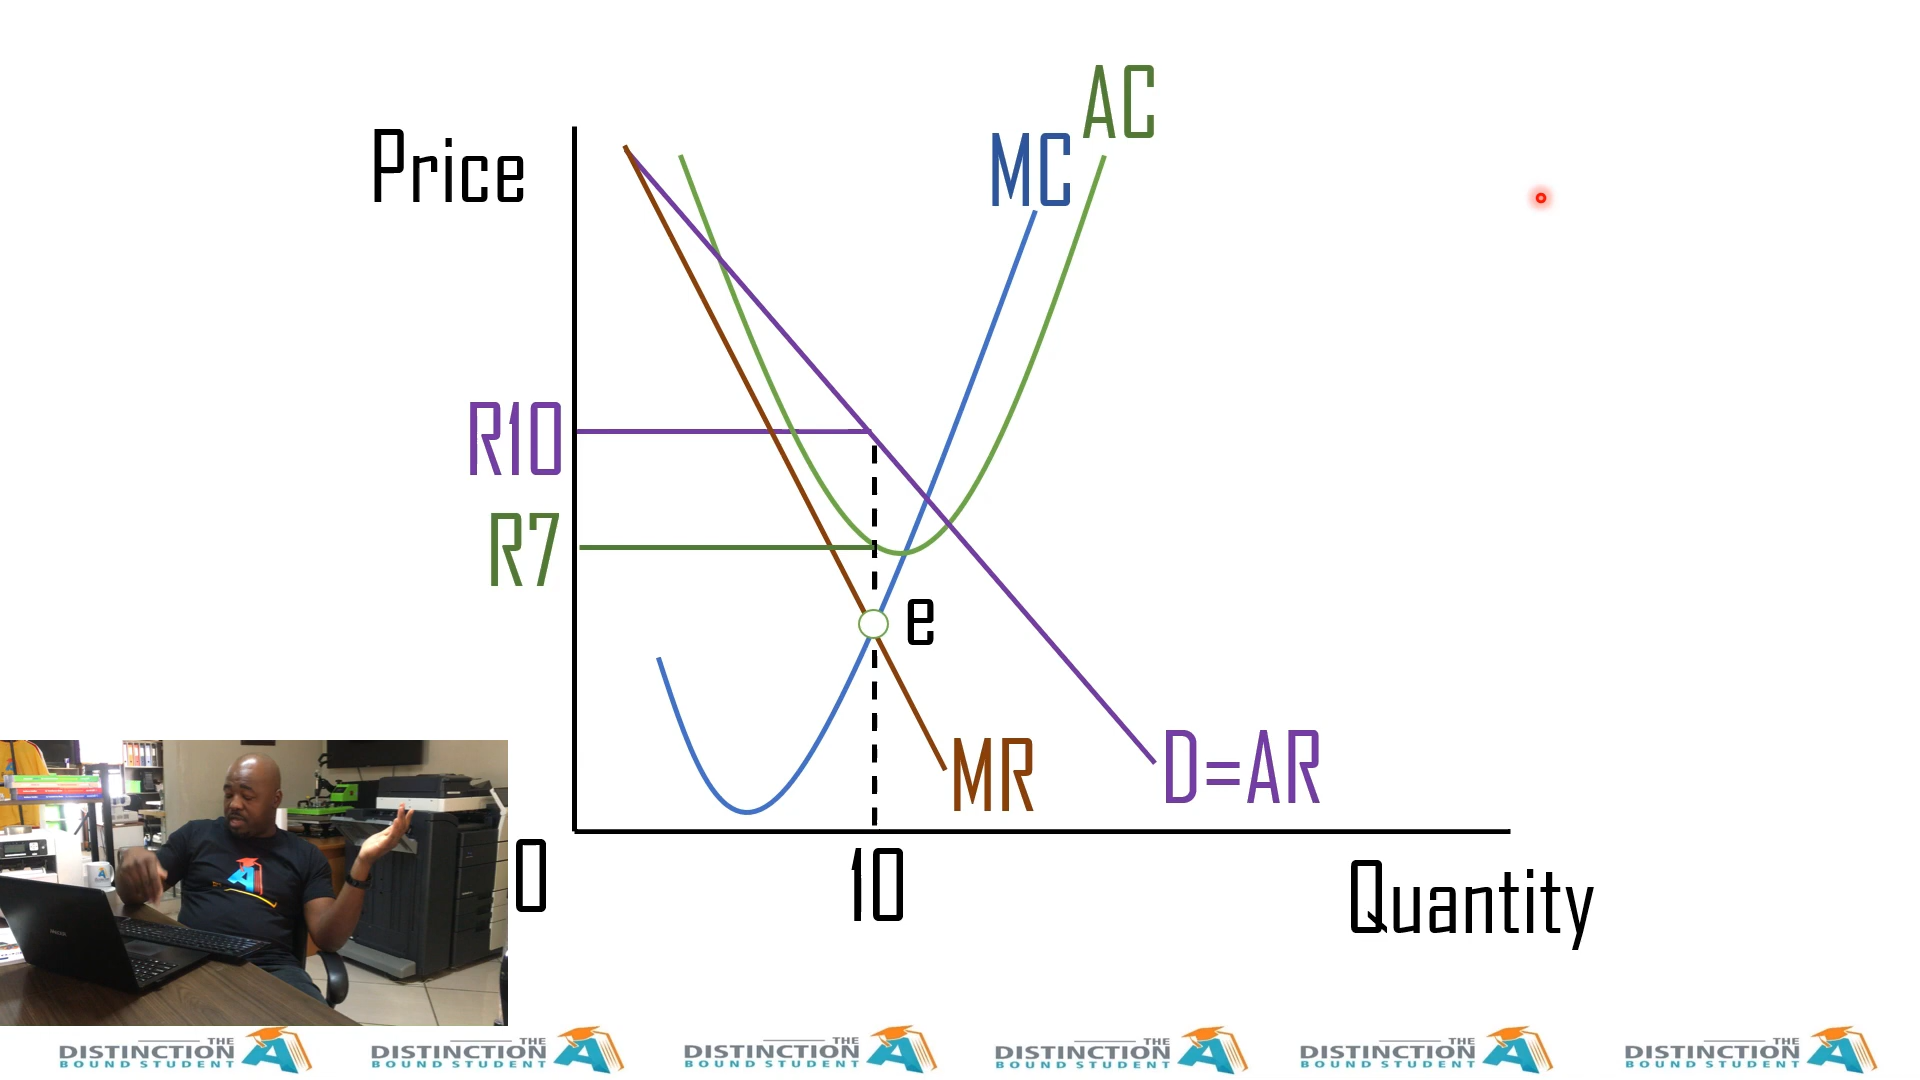 AC
MC
Price
R10
R7
e
MR
D=AR
0
10
Quantity
THE
DISTINCTION
BOUND STUDENT
THE
DISTINCTION
BOUND STUDENT
THE
DISTINCTION
BOUND STUDENT
THE
DISTINCTION
BOUND STUDENT
THE
DISTINCTION
BOUND STUDENT
THE
DISTINCTION
BOUND STUDENT